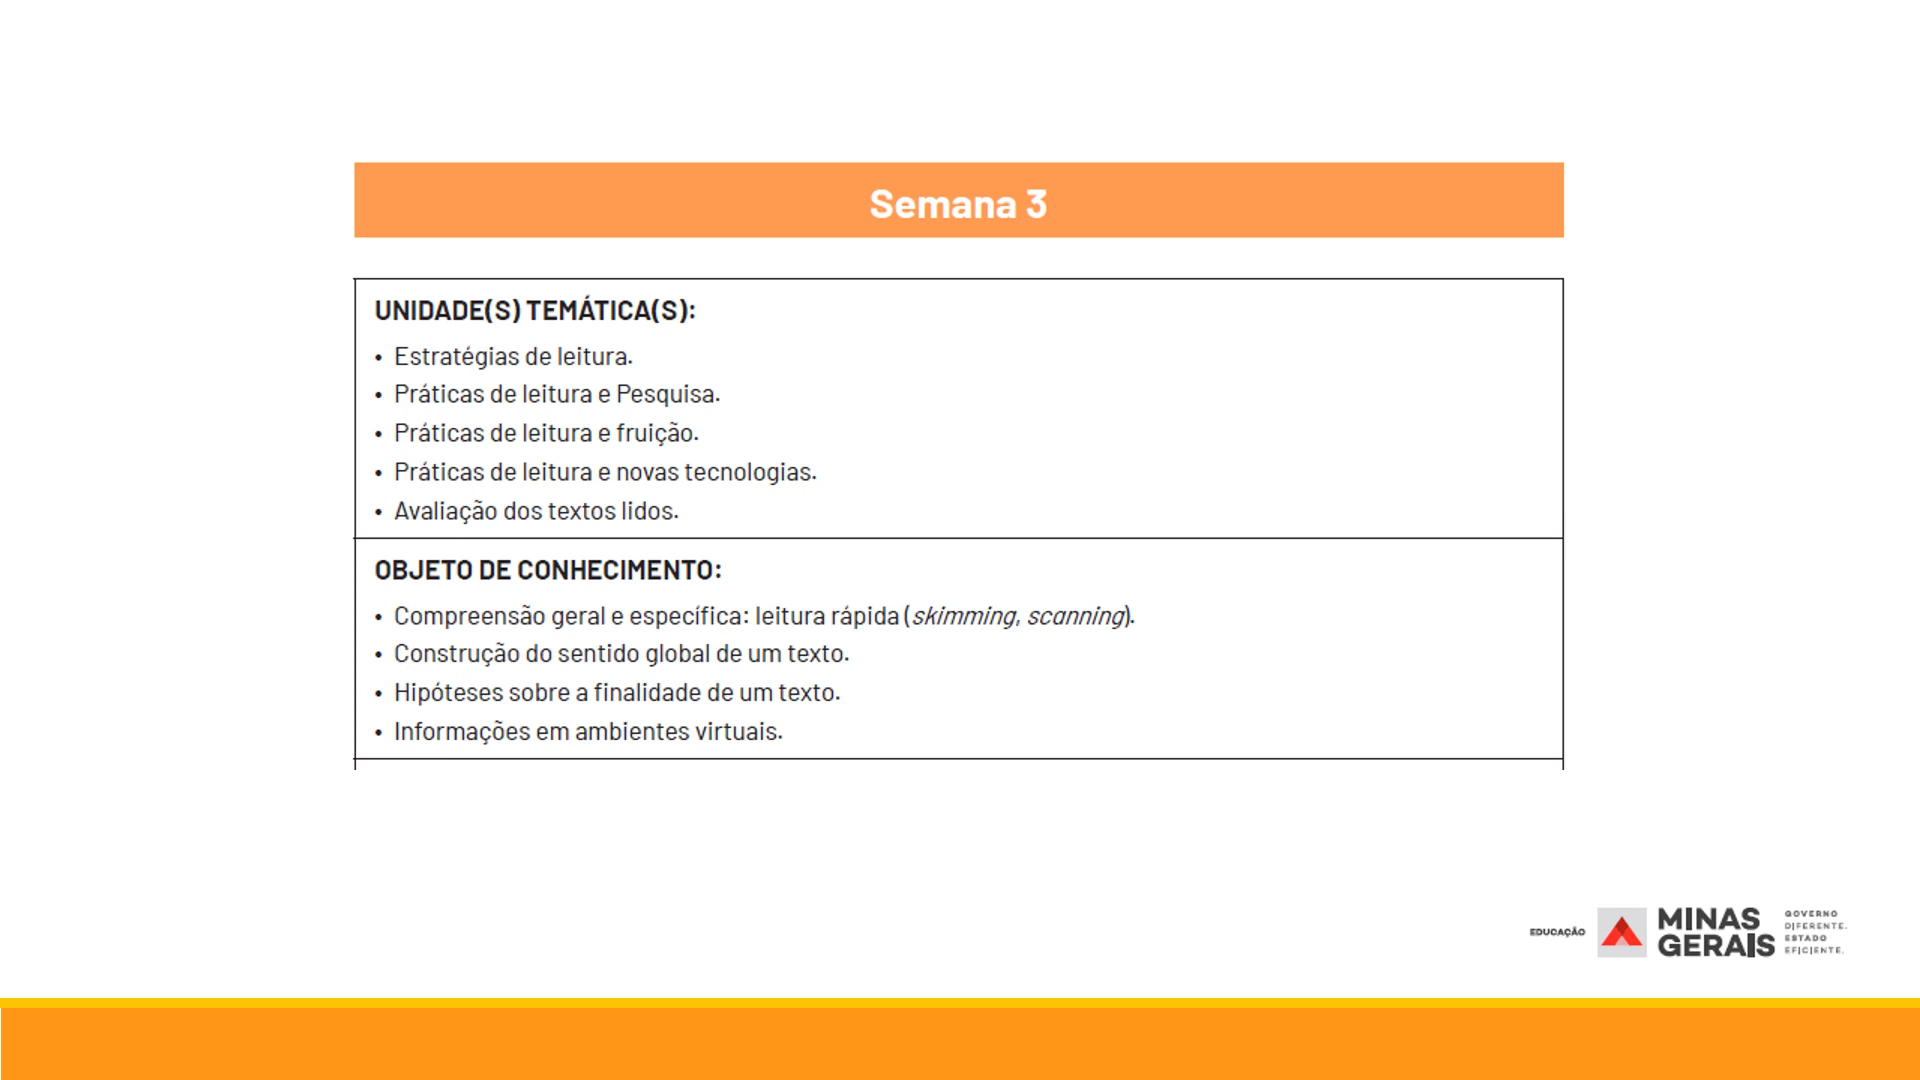 Semana 3
UNIDADE(S) TEMÁTICA(S):
• Estratégias de leitura.
• Práticas de leitura e Pesquisa.
• Práticas de leitura e fruição.
• Práticas de leitura e novas tecnologias.
• Avaliação dos textos lidos.
OBJETO DE CONHECIMENTO:
• Compreensão geral e específica: leitura rápida (skimming, scanning).
• Construção do sentido global de um texto.
• Hipóteses sobre a finalidade de um texto.
• Informações em ambientes virtuais.
EDUCAÇÃO
MINAS
GERAIS
GOVERNO
DIFERENTE.
ESTADO
EFICIENTE.